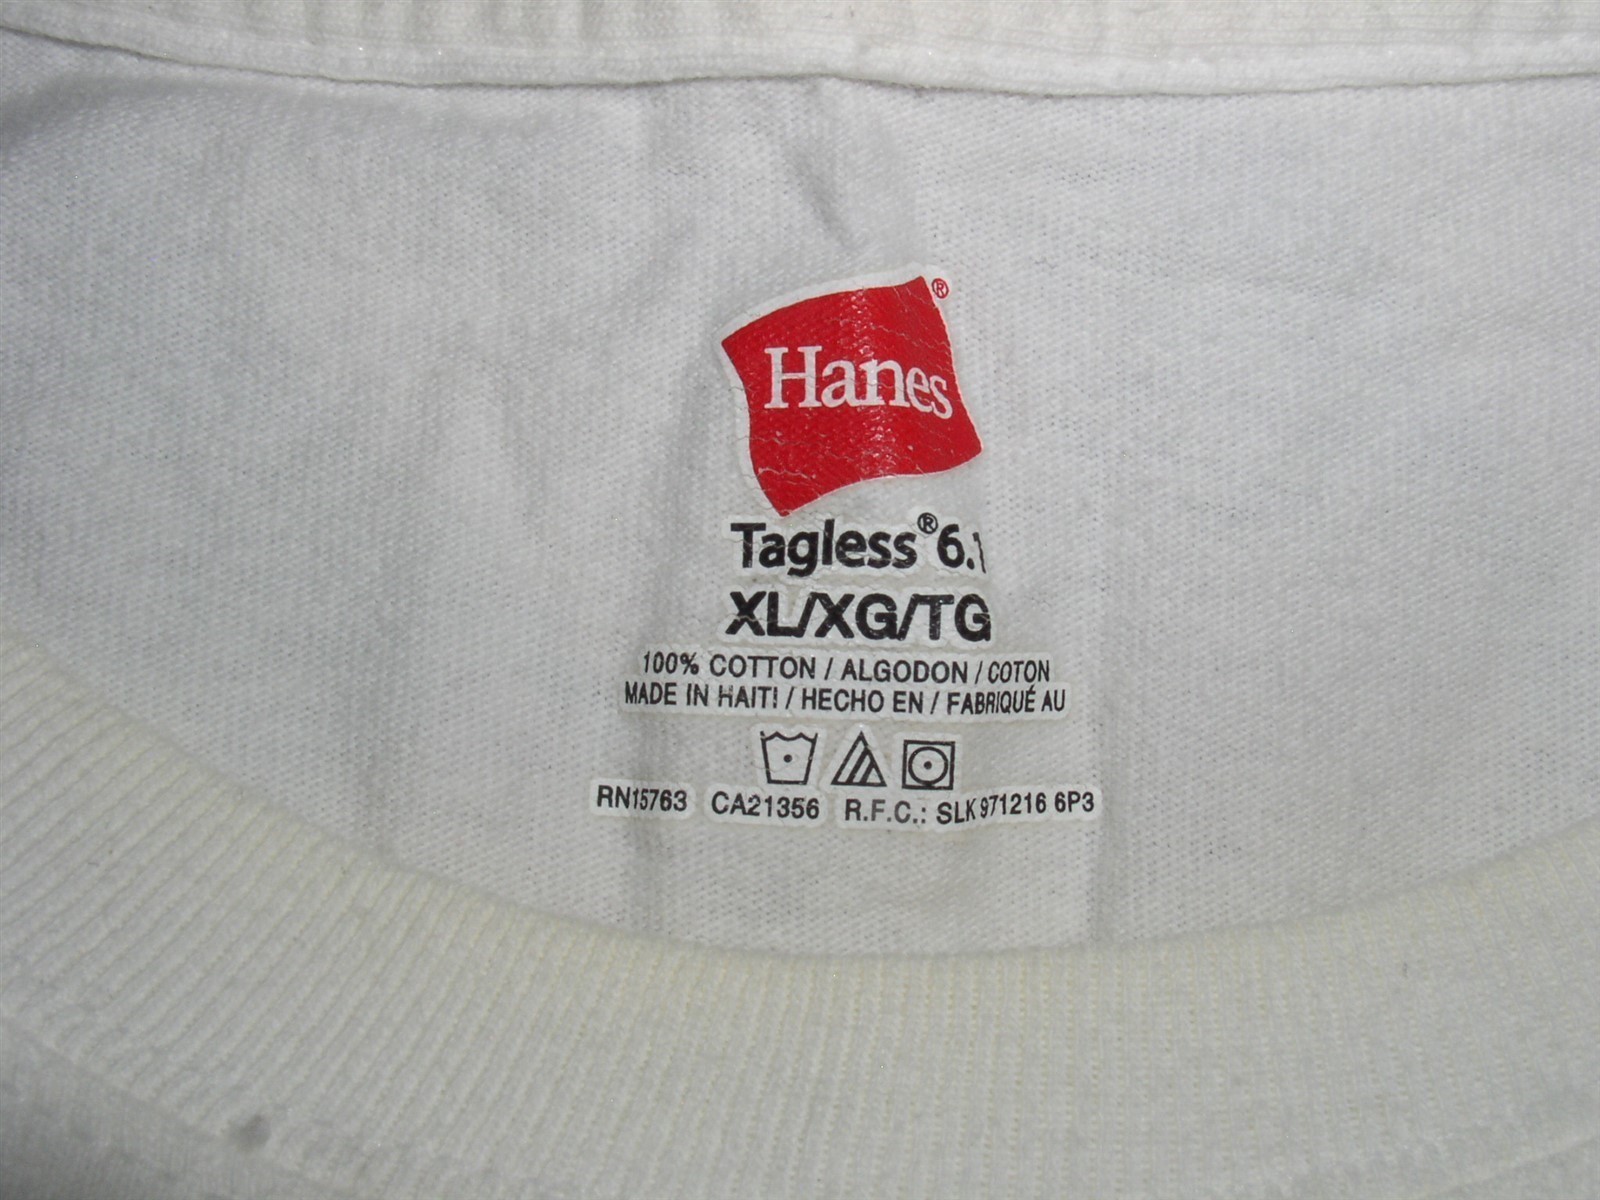 Hanes®
Tagless® 6.1
XL/XG/TG
100% COTTON / ALGODON / COTON
MADE IN HAITI / HECHO EN / FABRIQUÉ AU
RN15763 CA21356 R.F.C.: SLK 971216 6P3